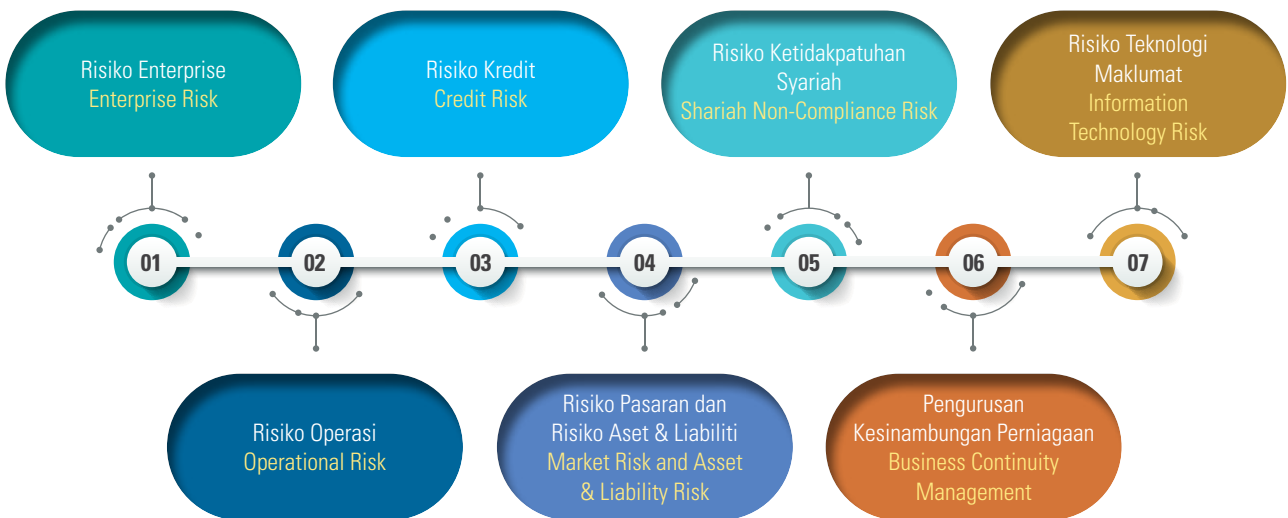 Risiko Enterprise
Enterprise Risk
Risiko Kredit
Credit Risk
Risiko Ketidakpatuhan
Syariah
Shariah Non-Compliance Risk
Risiko Teknologi
Maklumat
Information
Technology Risk
01
02
03
04
05
06
07
Risiko Operasi
Operational Risk
Risiko Pasaran dan
Risiko Aset & Liabiliti
Market Risk and Asset
& Liability Risk
Pengurusan
Kesinambungan Perniagaan
Business Continuity
Management